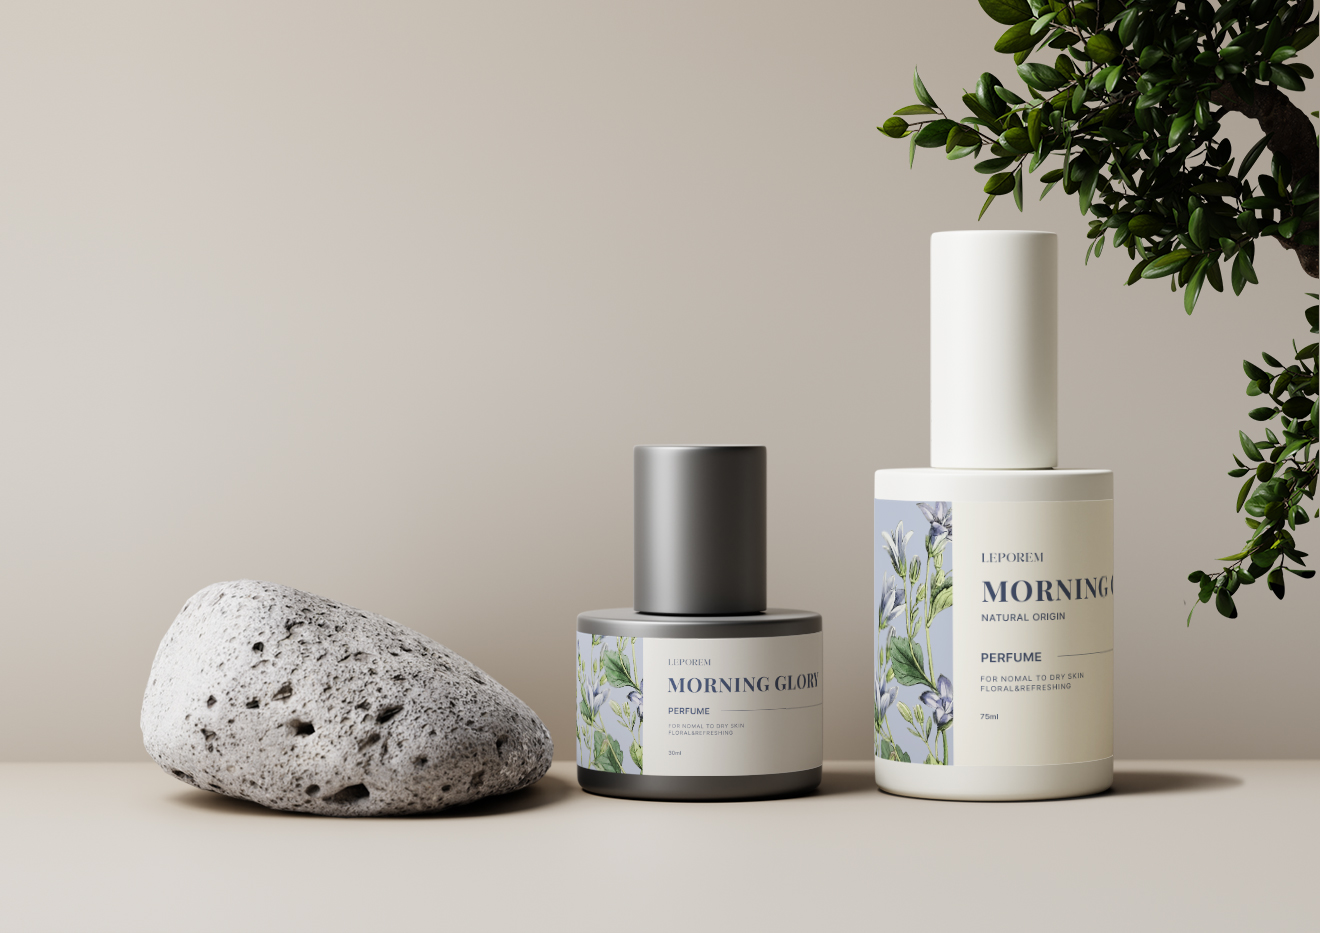 LEPOREM
MORNING GLORY
PERFUME
FOR NOMAL TO DRY SKIN
FLORAL&REFRESHING
30ml
LEPOREM
MORNING
NATURAL ORIGIN
PERFUME
FOR NOMAL TO DRY SKIN
FLORAL&REFRESHING
75ml